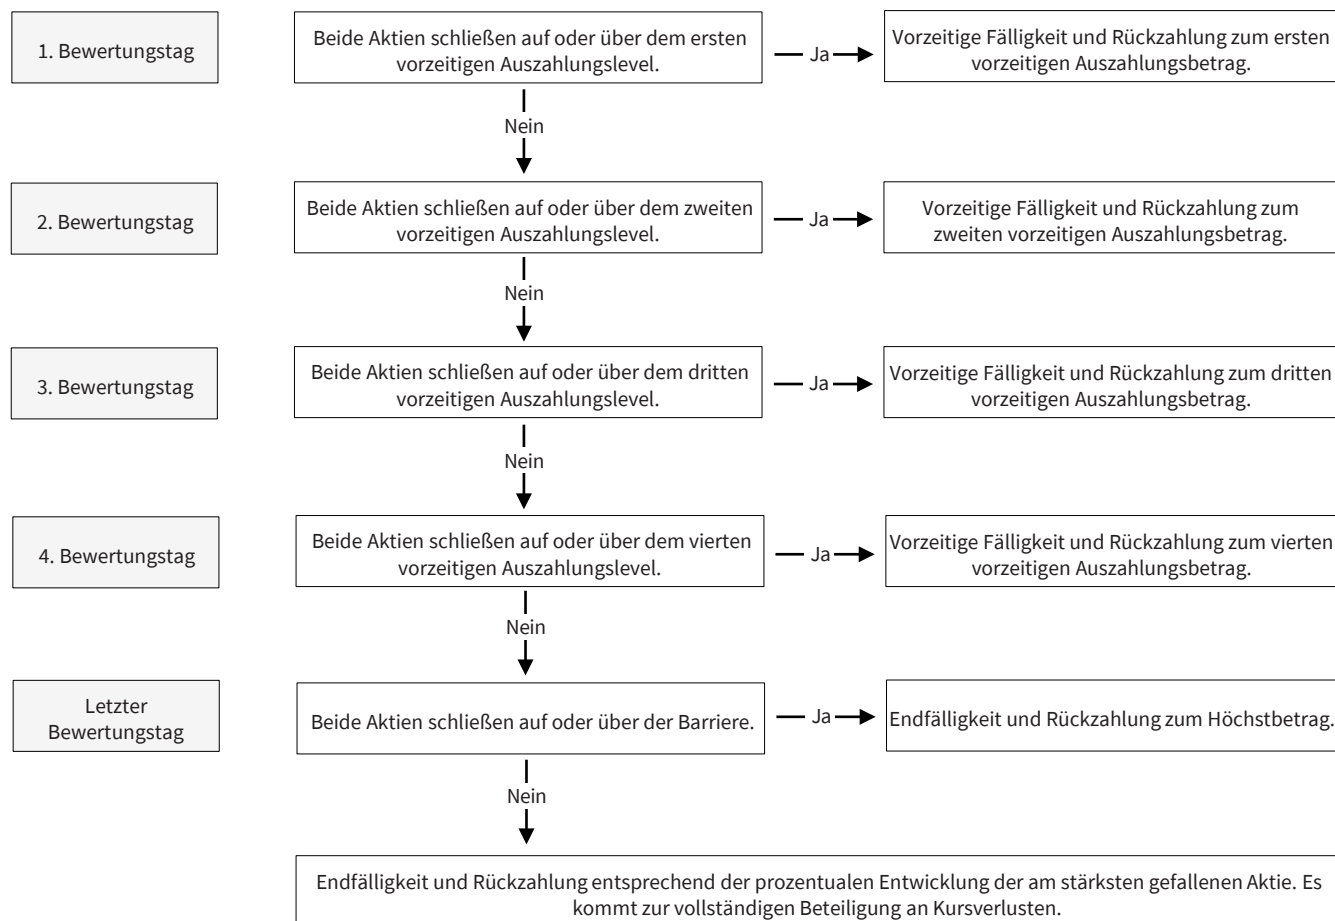 1. Bewertungstag
Beide Aktien schließen auf oder über dem ersten
vorzeitigen Auszahlungslevel.
Ja
Vorzeitige Fälligkeit und Rückzahlung zum ersten
vorzeitigen Auszahlungsbetrag.
Nein
2. Bewertungstag
Beide Aktien schließen auf oder über dem zweiten
vorzeitigen Auszahlungslevel.
Ja
Vorzeitige Fälligkeit und Rückzahlung zum
zweiten vorzeitigen Auszahlungsbetrag.
Nein
3. Bewertungstag
Beide Aktien schließen auf oder über dem dritten
vorzeitigen Auszahlungslevel.
Ja
Vorzeitige Fälligkeit und Rückzahlung zum dritten
vorzeitigen Auszahlungsbetrag.
Nein
4. Bewertungstag
Beide Aktien schließen auf oder über dem vierten
vorzeitigen Auszahlungslevel.
Ja
Vorzeitige Fälligkeit und Rückzahlung zum vierten
vorzeitigen Auszahlungsbetrag.
Nein
Letzter
Bewertungstag
Beide Aktien schließen auf oder über der Barriere.
Ja
Endfälligkeit und Rückzahlung zum Höchstbetrag.
Nein
Endfälligkeit und Rückzahlung entsprechend der prozentualen Entwicklung der am stärksten gefallenen Aktie. Es
kommt zur vollständigen Beteiligung an Kursverlusten.